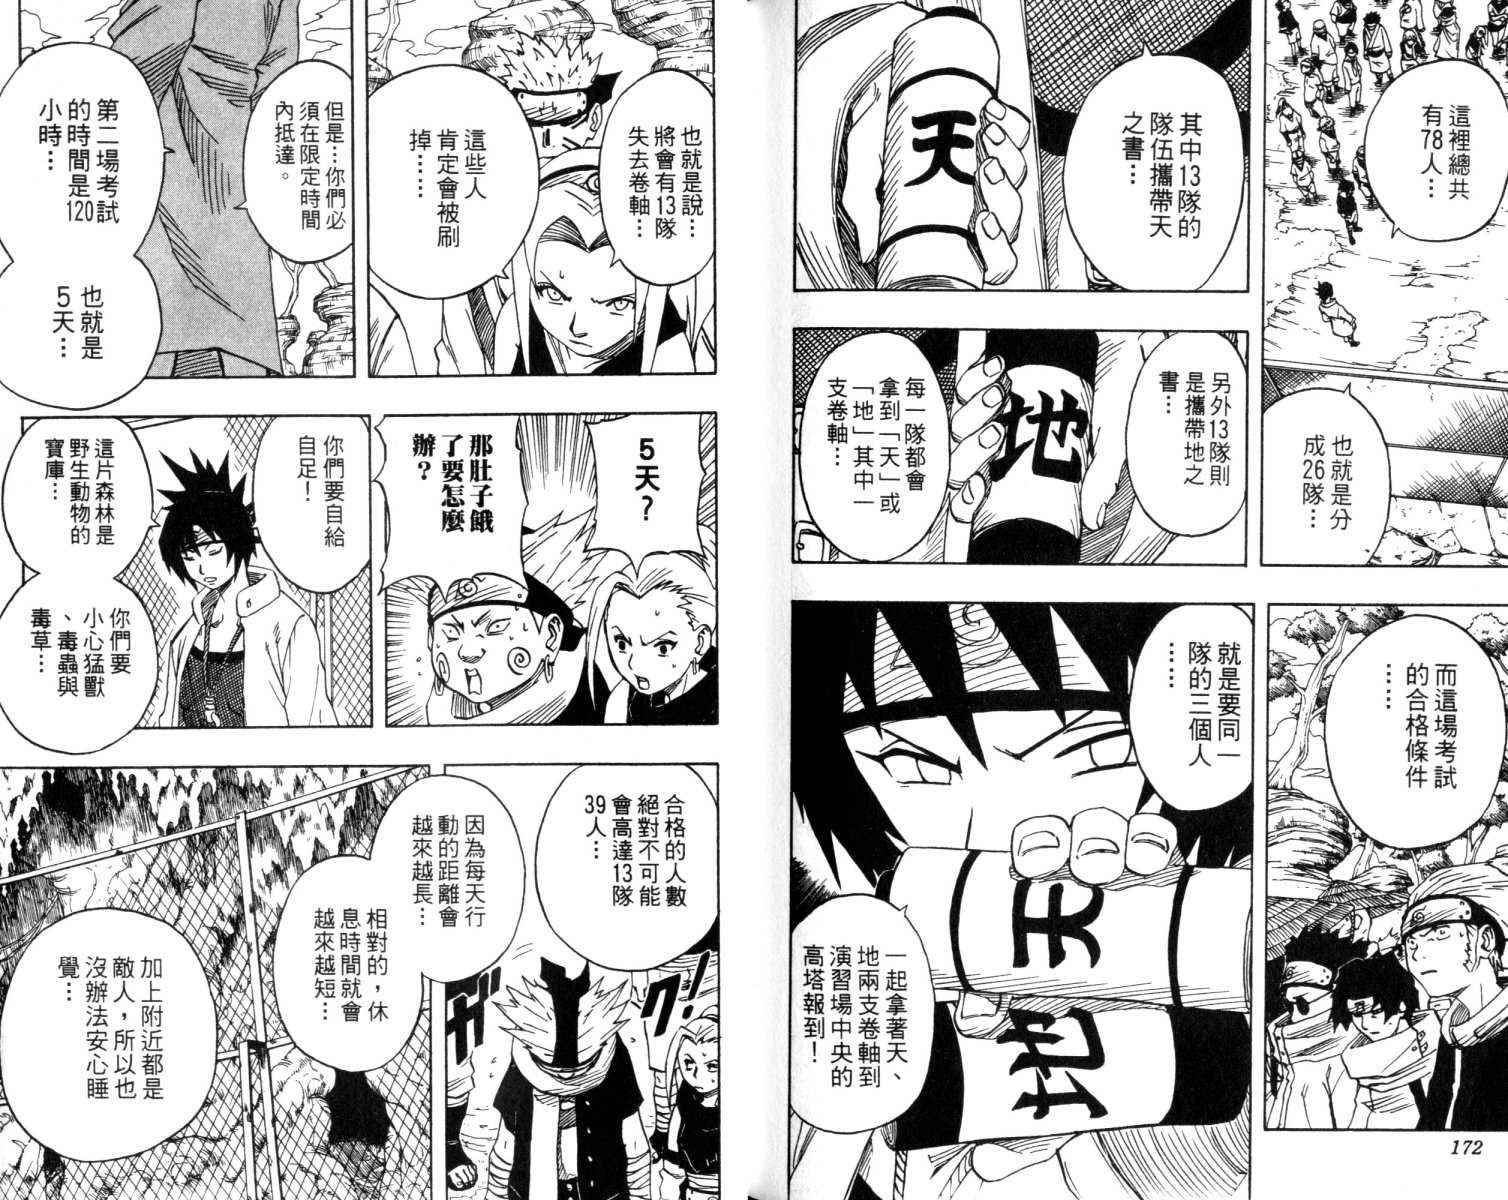 這裡總共
有78人…
也就是分
成26隊…
其中13隊的
隊伍攜帶天
之書…
天
另外13隊則
是攜帶地之
書…
地
每一隊都會
拿到「天」或
「地」其中一
支卷軸…
而這場考試
的合格條件
……
就是要同一
隊的三個人
……
天
地
一起拿著天、
地兩支卷軸到
演習場中央的
高塔報到！
172
也就是說…
將會有13隊
失去卷軸…
這些人
肯定會被刷
掉……
但是…你們必
須在限定時間
內抵達。
第二場考試
的時間是120
小時…
也就是
5天…
5天？
那肚子餓
了要怎麼
辦？
你們要自給
自足！
這片森林是
野生動物的
寶庫…
你們要
小心猛獸
、毒蟲與
毒草…
合格的人數
絕對不可能
會高達13隊
39人…
ク！
ガ
因為每天行
動的距離會
越來越長…
相對的，休
息時間就會
越來越短…
加上附近都是
敵人，所以也
沒辦法安心睡
覺…